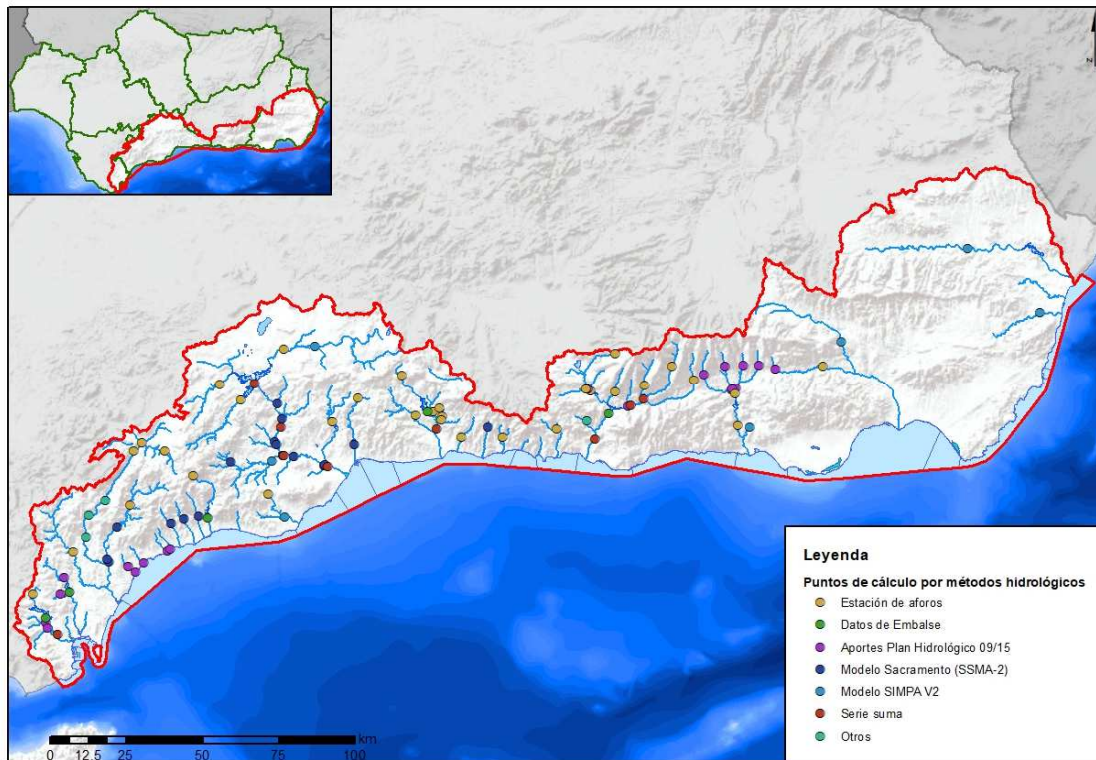 N
Leyenda
Puntos de cálculo por métodos hidrológicos
Estación de aforos
Datos de Embalse
Aportes Plan Hidrológico 09/15
Modelo Sacramento (SSMA-2)
Modelo SIMPA V2
Serie suma
Otros
km
0 12,5 25 50 75 100